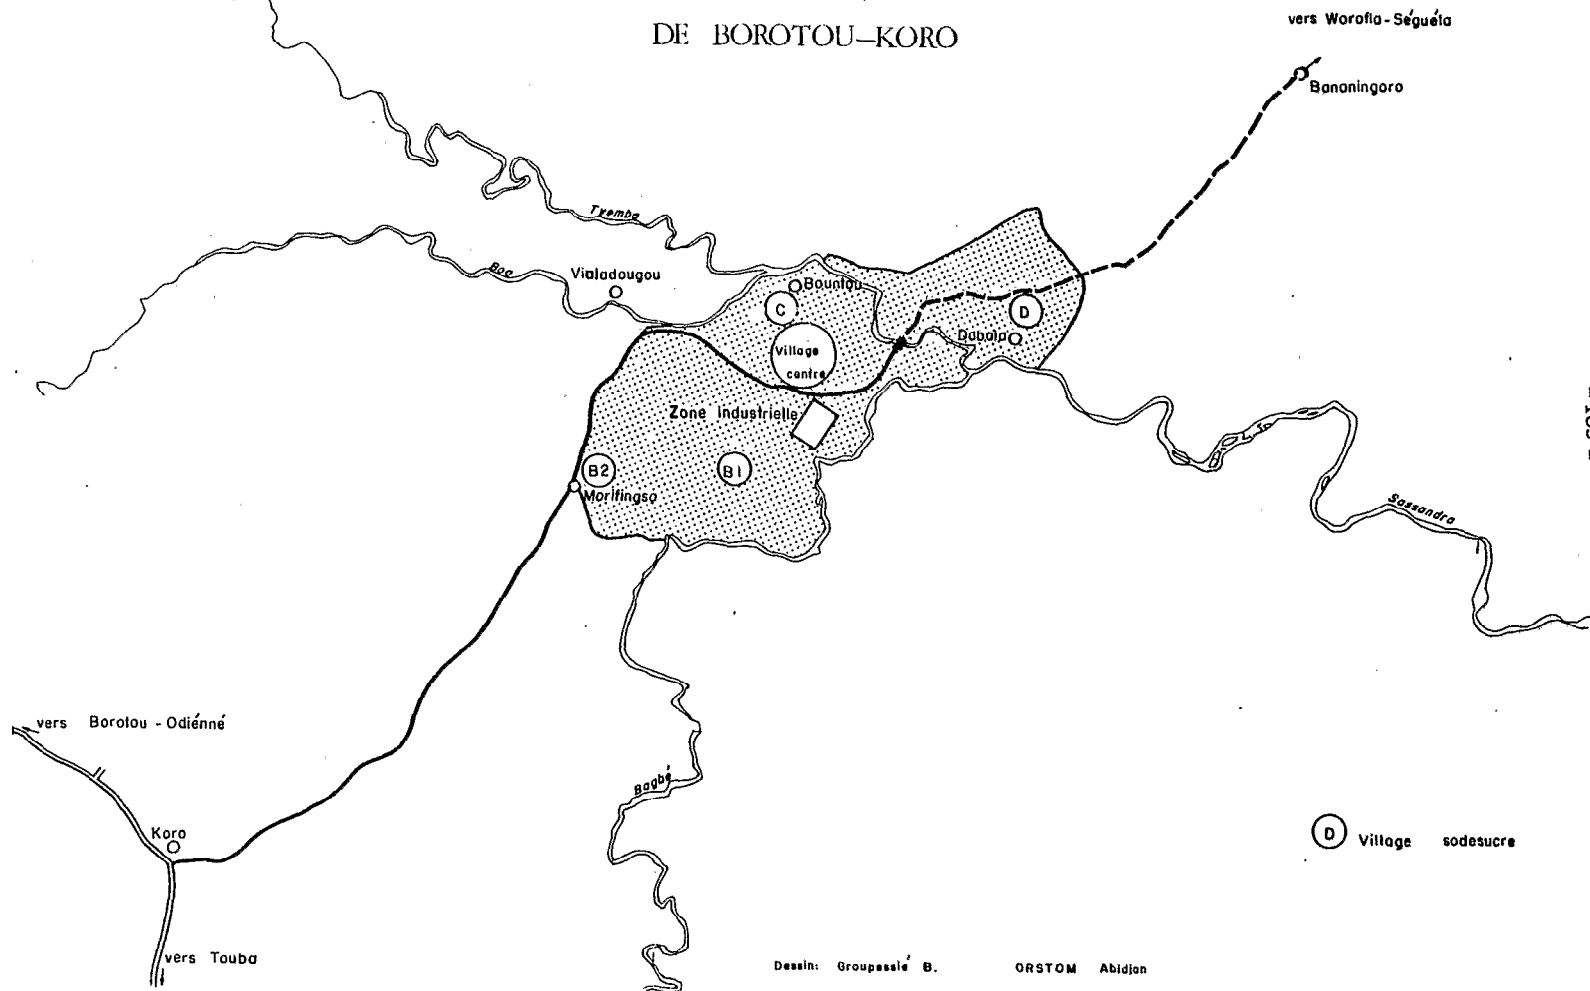 DE BOROTOU–KORO
vers Worofla - Séguéla
Bananingoro
Tyemba
Boa
Vialadougou
Bountou
C
D
Village
centre
Dabala
Zone industrielle
B2
B1
Morifingso
Sassandra
vers Borotou - Odiénné
Bagbé
Koro
D Village sodesucre
vers Touba
Dessin: Groupessié B. ORSTOM Abidjan